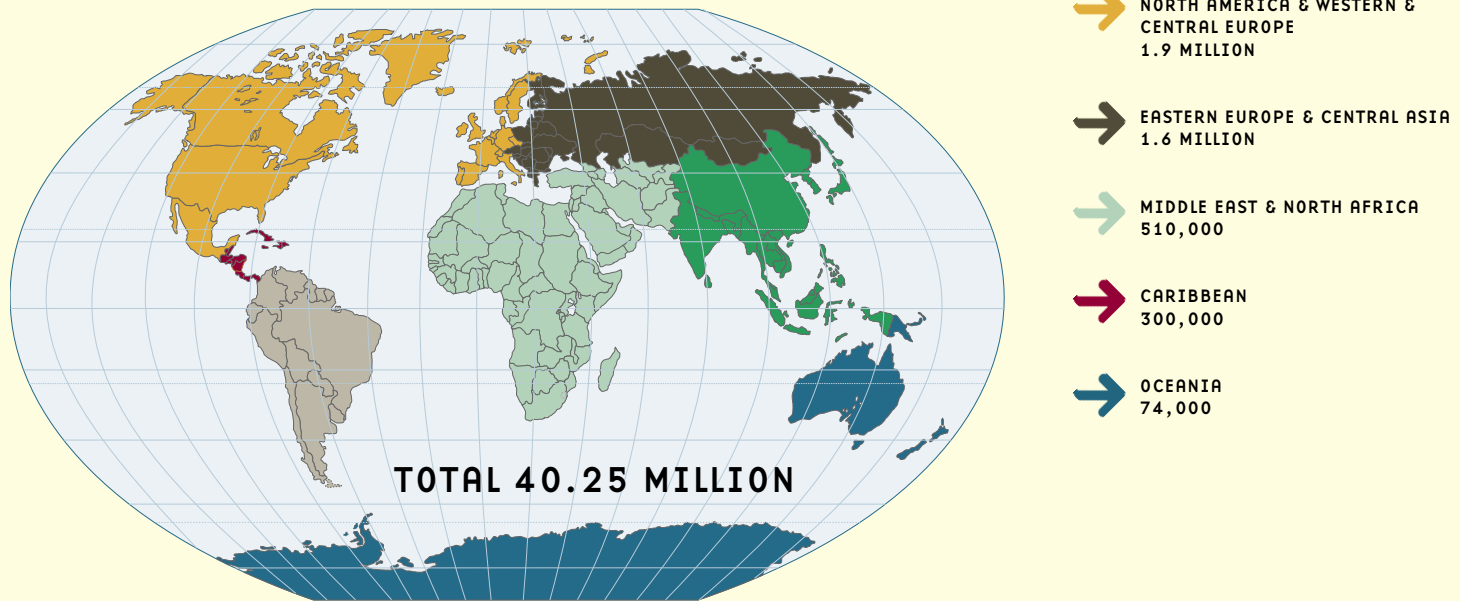 NORTH AMERICA & WESTERN &
CENTRAL EUROPE
1.9 MILLION
EASTERN EUROPE & CENTRAL ASIA
1.6 MILLION
MIDDLE EAST & NORTH AFRICA
510,000
CARIBBEAN
300,000
OCEANIA
74,000
TOTAL 40.25 MILLION